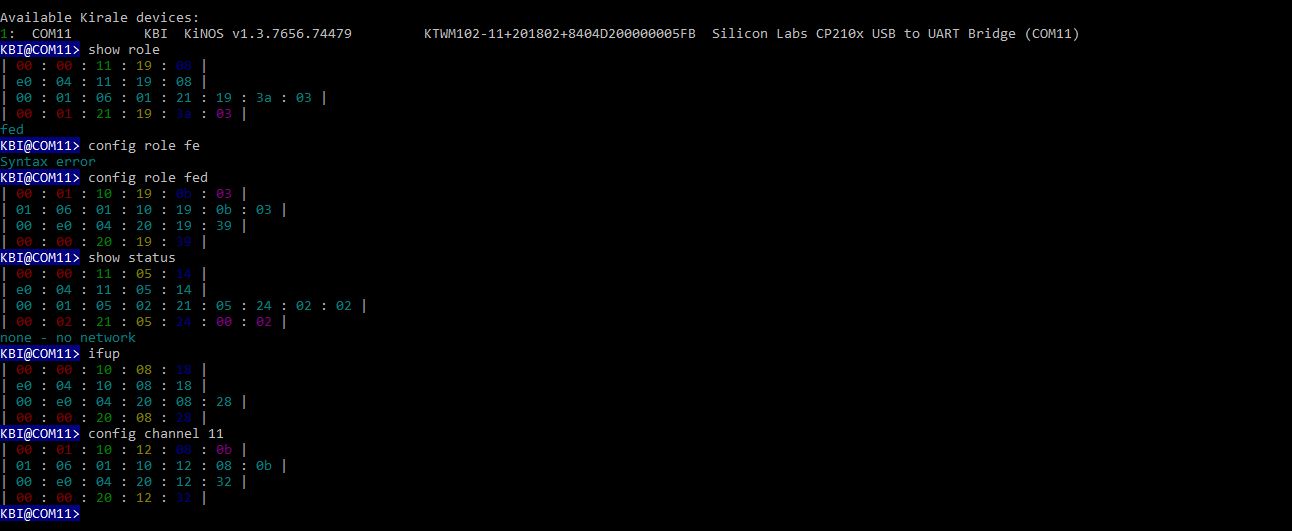 Available Kirale devices:
1:  COM11         KBI  KiNOS v1.3.7656.74479         KTWM102-11+201802+8404D200000005FB  Silicon Labs CP210x USB to UART Bridge (COM11)
KBI@COM11> show role
| 00 : 00 : 11 : 19 : 08 |
| e0 : 04 : 11 : 19 : 08 |
| 00 : 01 : 06 : 01 : 21 : 19 : 3a : 03 |
| 00 : 01 : 21 : 19 : 3a : 03 |
fed
KBI@COM11> config role fe
Syntax error
KBI@COM11> config role fed
| 00 : 01 : 10 : 19 : 0b : 03 |
| 01 : 06 : 01 : 10 : 19 : 0b : 03 |
| 00 : e0 : 04 : 20 : 19 : 39 |
| 00 : 00 : 20 : 19 : 39 |
KBI@COM11> show status
| 00 : 00 : 11 : 05 : 14 |
| e0 : 04 : 11 : 05 : 14 |
| 00 : 01 : 05 : 02 : 21 : 05 : 24 : 02 : 02 |
| 00 : 02 : 21 : 05 : 24 : 00 : 02 |
none - no network
KBI@COM11> ifup
| 00 : 00 : 10 : 08 : 18 |
| e0 : 04 : 10 : 08 : 18 |
| 00 : e0 : 04 : 20 : 08 : 28 |
| 00 : 00 : 20 : 08 : 28 |
KBI@COM11> config channel 11
| 00 : 01 : 10 : 12 : 08 : 0b |
| 01 : 06 : 01 : 10 : 12 : 08 : 0b |
| 00 : e0 : 04 : 20 : 12 : 32 |
| 00 : 00 : 20 : 12 : 32 |
KBI@COM11>